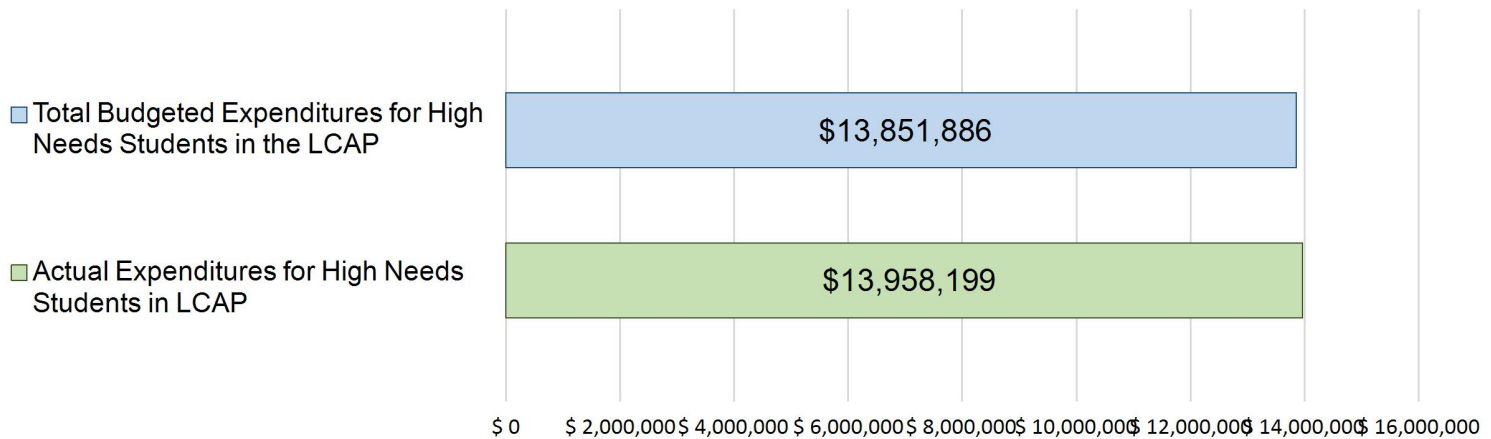 Total Budgeted Expenditures for High
Needs Students in the LCAP
$13,851,886
Actual Expenditures for High Needs
Students in LCAP
$13,958,199
$ 0 $ 2,000,000 $ 4,000,000 $ 6,000,000 $ 8,000,000 $ 10,000,000 $ 12,000,000 $ 14,000,000 $ 16,000,000